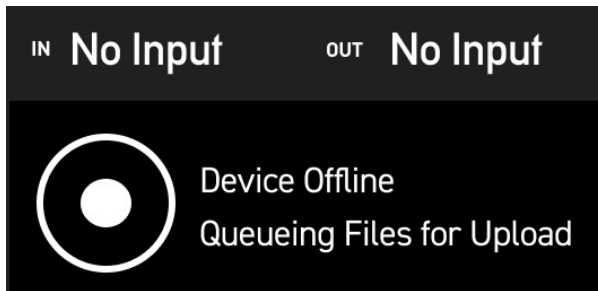 IN No Input OUT No Input
Device Offline
Queueing Files for Upload